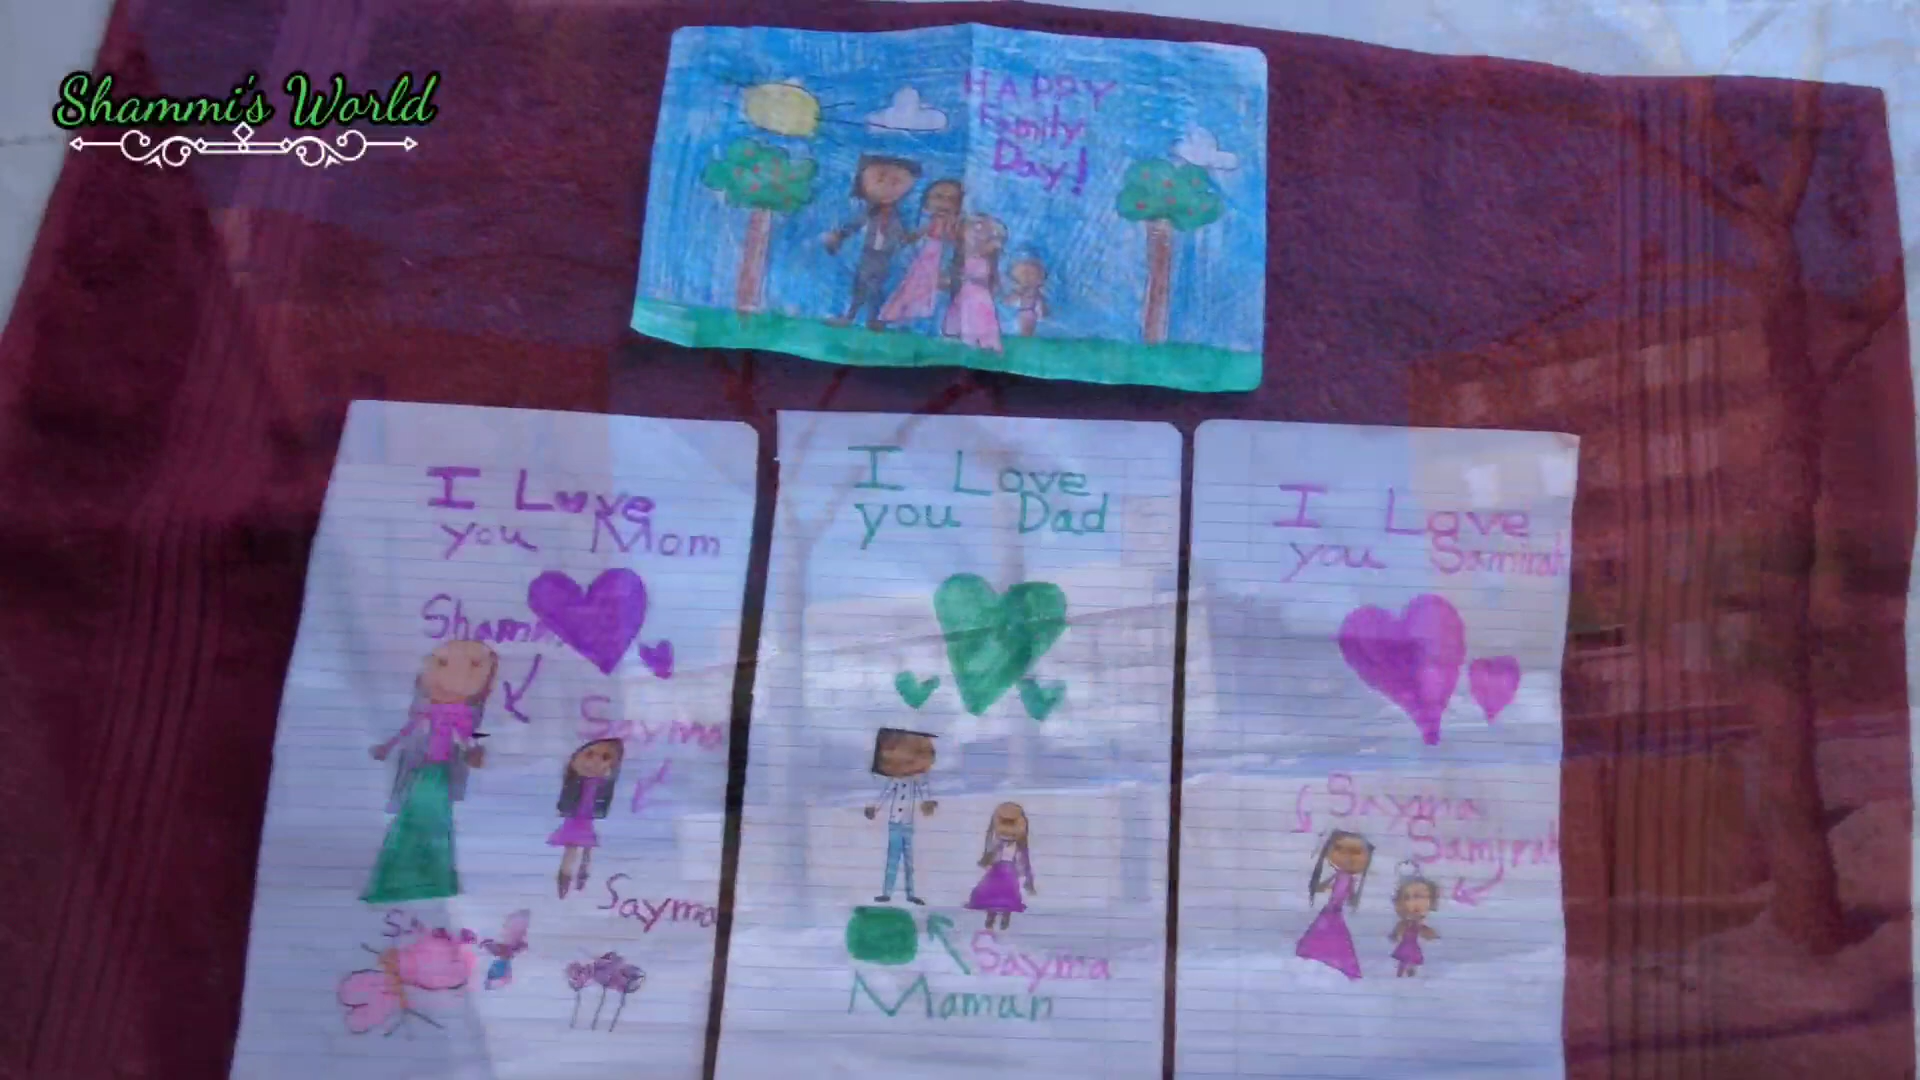 Shammi's World
HAPPY
Family
Day!
I Love
you Mom
Sayma
Sayma
I Love
you Dad
Sayma
Maman
I Love
you Samirah
Sayma
Samirah